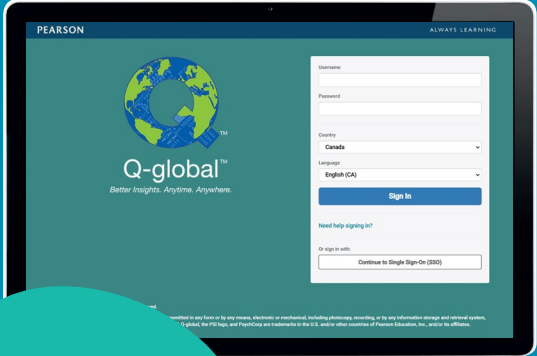 PEARSON
ALWAYS LEARNING
Q-global™
Better Insights. Anytime. Anywhere.
Username
Password
Country
Canada
Language
English (CA)
Sign In
Need help signing in?
Or sign in with:
Continue to Single Sign-On (SSO)
ed.
smitted in any form or by any means, electronic or mechanical, including photocopy, recording, or by any information storage and retrieval system,
Q-global, the PSI logo, and PsychCorp are trademarks in the U.S. and/or other countries of Pearson Education, Inc., and/or its affiliates.